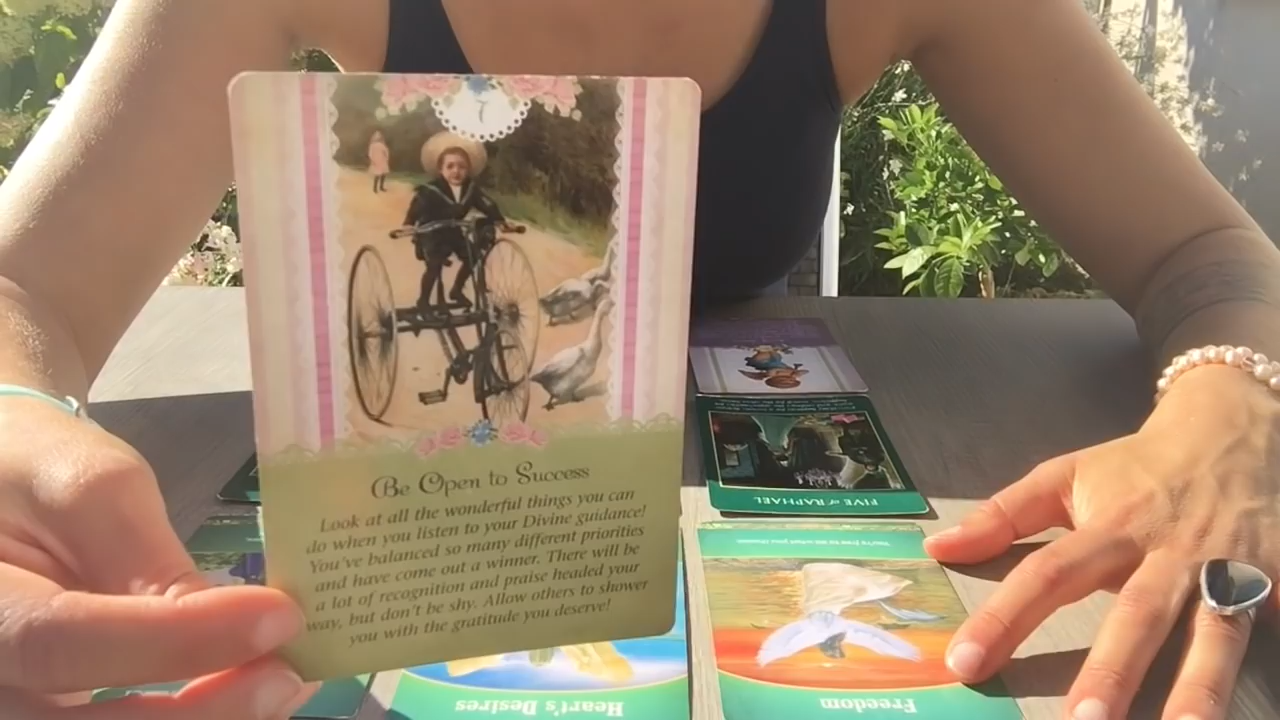 7
Be Open to Success
Look at all the wonderful things you can
do when you listen to your Divine guidance!
You've balanced so many different priorities
and have come out a winner. There will be
a lot of recognition and praise headed your
way, but don't be shy. Allow others to shower
you with the gratitude you deserve!
FIVE of RAPHAEL
Heart's Desires
Freedom